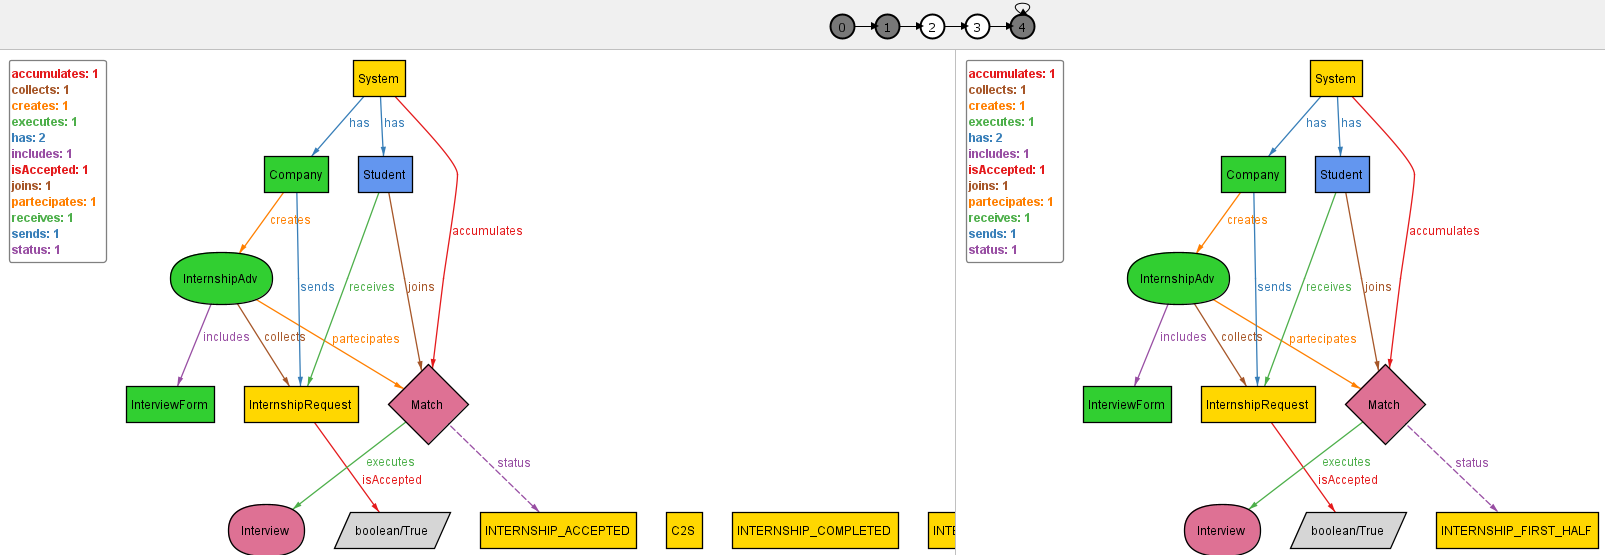 0 1 2 3 4
accumulates: 1
collects: 1
creates: 1
executes: 1
has: 2
includes: 1
isAccepted: 1
joins: 1
partecipates: 1
receives: 1
sends: 1
status: 1
System
has has
Company Student
creates
accumulates
InternshipAdv
sends receives joins
includes collects partecipates
InterviewForm InternshipRequest Match
executes status
isAccepted
Interview boolean/True INTERNSHIP_ACCEPTED C2S INTERNSHIP_COMPLETED INTE
accumulates: 1
collects: 1
creates: 1
executes: 1
has: 2
includes: 1
isAccepted: 1
joins: 1
partecipates: 1
receives: 1
sends: 1
status: 1
System
has has
Company Student
creates
accumulates
InternshipAdv
sends receives joins
includes collects partecipates
InterviewForm InternshipRequest Match
executes status
isAccepted
Interview boolean/True INTERNSHIP_FIRST_HALF